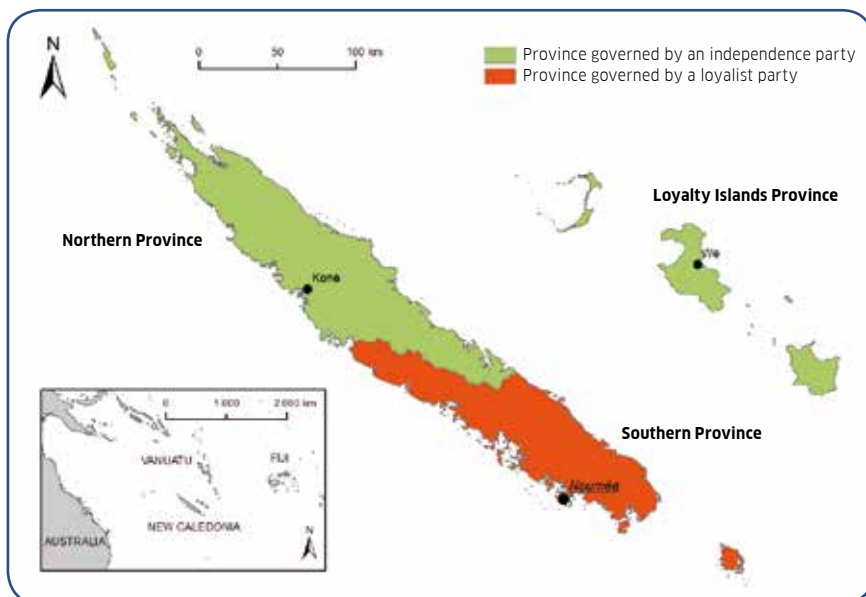 N
0 50 100 km
Province governed by an independence party
Province governed by a loyalist party
Loyalty Islands Province
Northern Province
We
Kone
Southern Province
Nouméa
0 1 000 2 000 km
VANUATU
FIJI
NEW CALEDONIA
N
AUSTRALIA